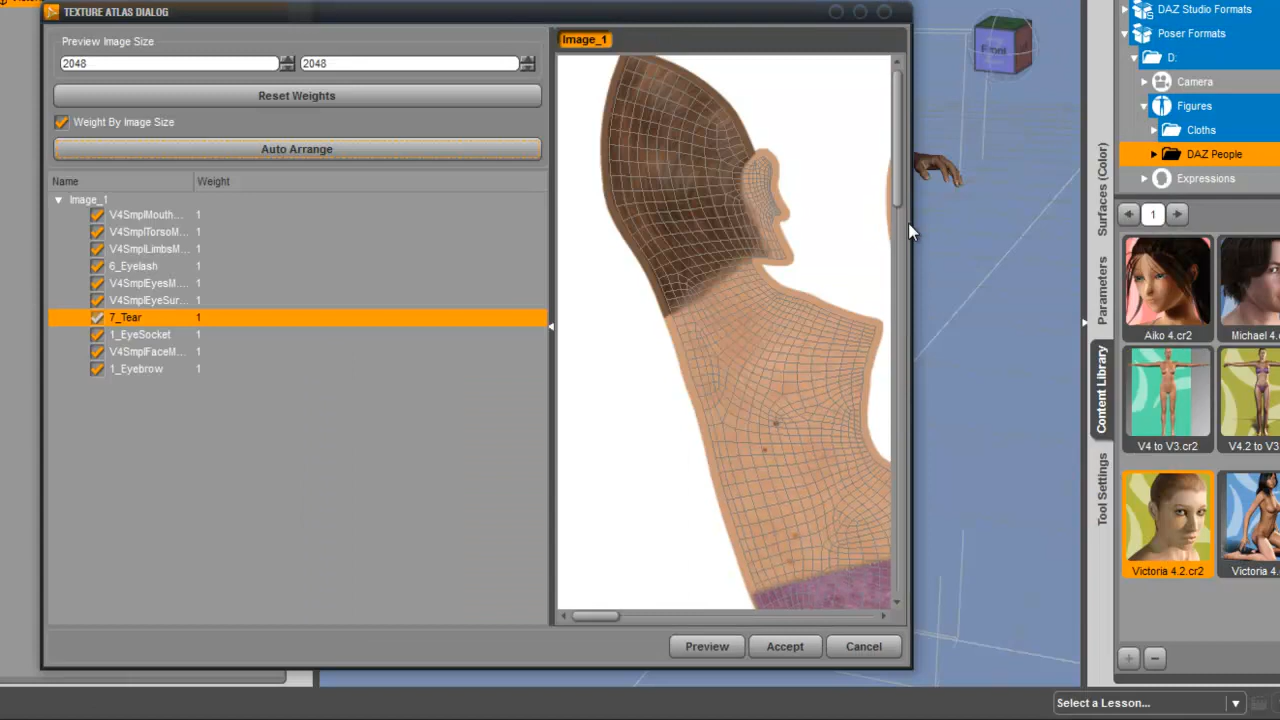 TEXTURE ATLAS DIALOG
Preview Image Size
2048
2048
Reset Weights
Weight By Image Size
Auto Arrange
Name
Weight
Image_1
V4SmplMouth... 1
V4SmplTorsoM... 1
V4SmplLimbsM... 1
6_Eyelash 1
V4SmplEyesM... 1
V4SmplEyeSur... 1
7_Tear 1
1_EyeSocket 1
V4SmplFaceM... 1
1_Eyebrow 1
Image_1
Preview
Accept
Cancel
Front
Surfaces (Color)
Parameters
Content Library
Tool Settings
DAZ Studio Formats
Poser Formats
D:
Camera
Figures
Cloths
DAZ People
Expressions
1
Aiko 4.cr2
Michael 4.
V4 to V3.cr2
V4.2 to V3
Victoria 4.2.cr2
Victoria 4.
Select a Lesson...